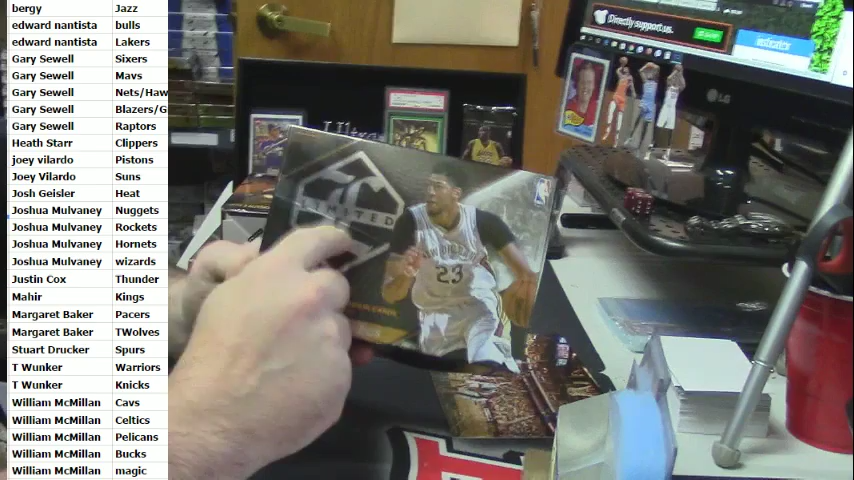 bergy Jazz
edward nantista bulls
edward nantista Lakers
Gary Sewell Sixers
Gary Sewell Mavs
Gary Sewell Nets/Haw
Gary Sewell Blazers/G
Gary Sewell Raptors
Heath Starr Clippers
joey vilardo Pistons
Joey Vilardo Suns
Josh Geisler Heat
Joshua Mulvaney Nuggets
Joshua Mulvaney Rockets
Joshua Mulvaney Hornets
Joshua Mulvaney wizards
Justin Cox Thunder
Mahir Kings
Margaret Baker Pacers
Margaret Baker TWolves
Stuart Drucker Spurs
T Wunker Warriors
T Wunker Knicks
William McMillan Cavs
William McMillan Celtics
William McMillan Pelicans
William McMillan Bucks
William McMillan magic
Directly support us.
LG
LIMITED
23